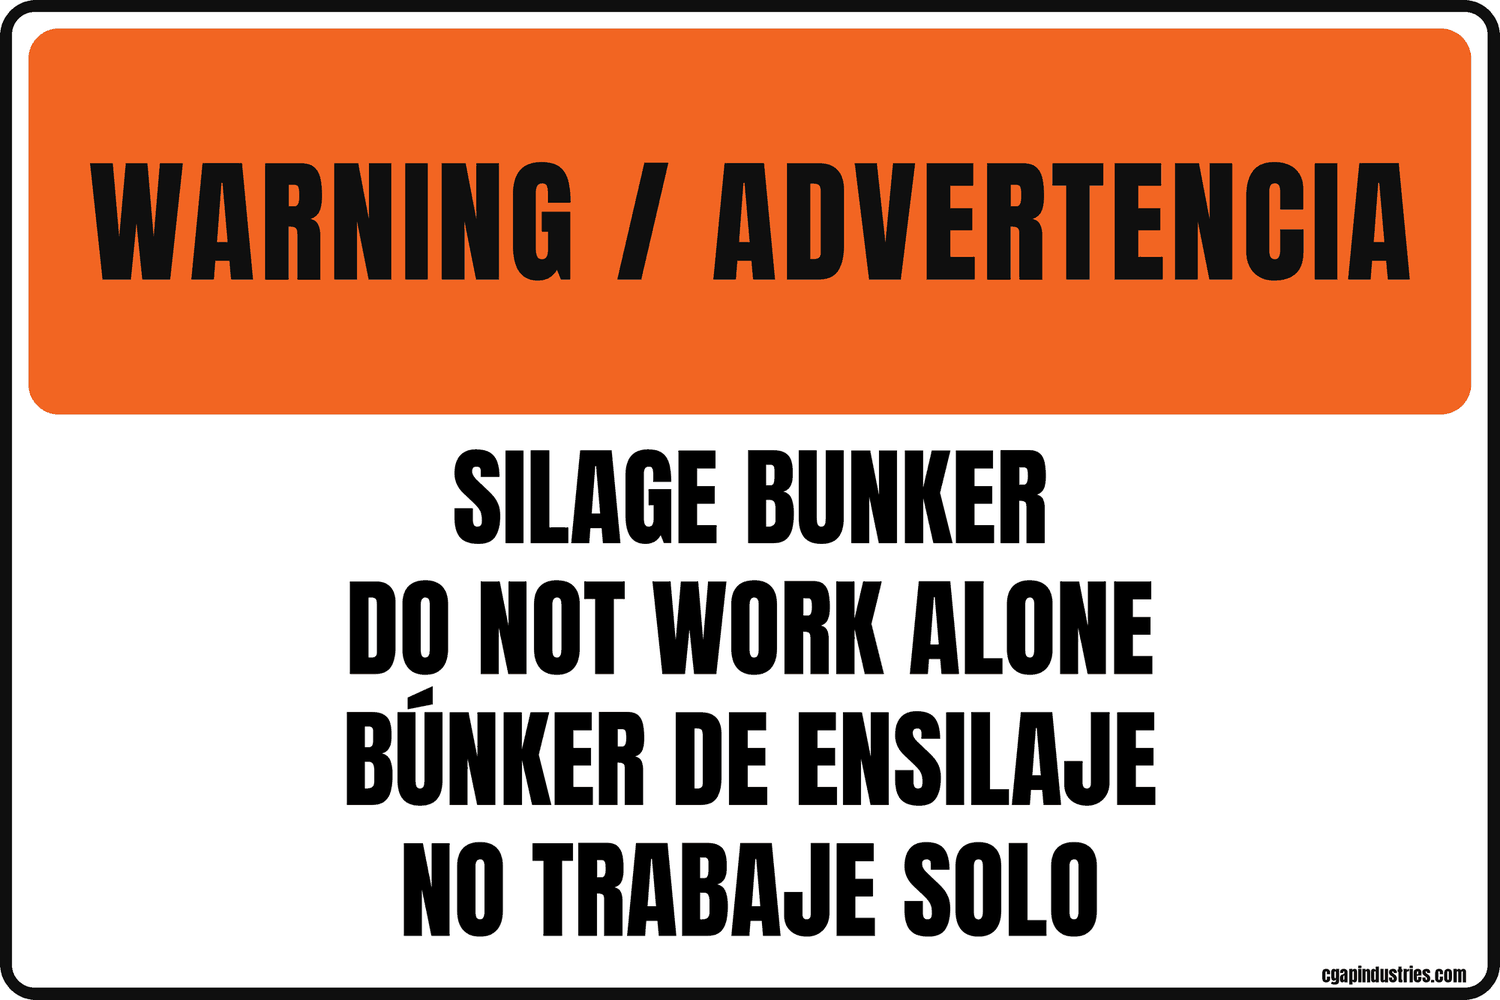 WARNING / ADVERTENCIA
SILAGE BUNKER
DO NOT WORK ALONE
BÚNKER DE ENSILAJE
NO TRABAJE SOLO
cgapindustries.com